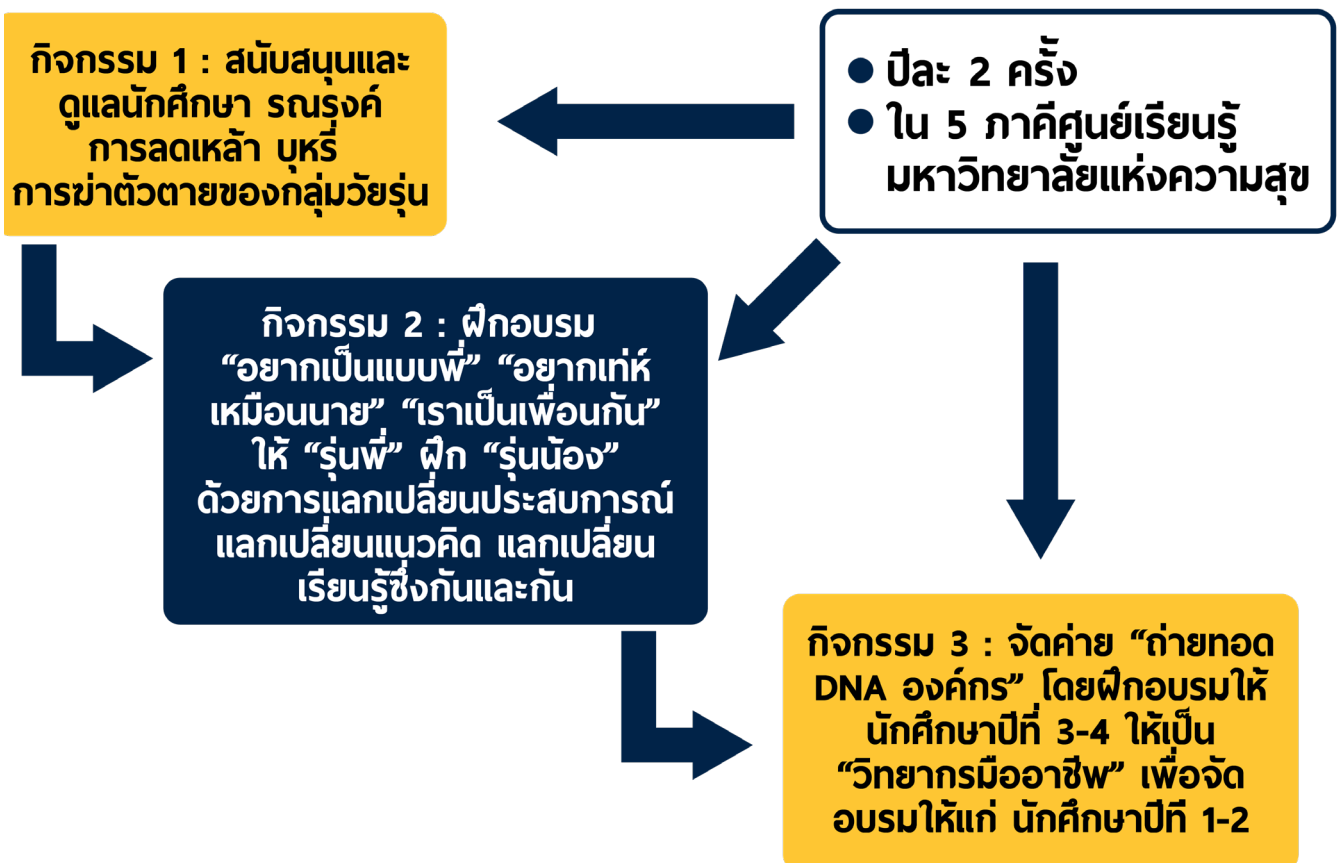 กิจกรรม 1 : สนับสนุนและ
ดูแลนักศึกษา รณรงค์
การลดเหล้า บุหรี่
การฆ่าตัวตายของกลุ่มวัยรุ่น
● ปีละ 2 ครั้ง
● ใน 5 ภาคีศูนย์เรียนรู้
มหาวิทยาลัยแห่งความสุข
กิจกรรม 2 : ฝึกอบรม
“อยากเป็นแบบพี่” “อยากเท่ห์
เหมือนนาย” “เราเป็นเพื่อนกัน”
ให้ “รุ่นพี่” ฝึก “รุ่นน้อง”
ด้วยการแลกเปลี่ยนประสบการณ์
แลกเปลี่ยนแนวคิด แลกเปลี่ยน
เรียนรู้ซึ่งกันและกัน
กิจกรรม 3 : จัดค่าย “ถ่ายทอด
DNA องค์กร” โดยฝึกอบรมให้
นักศึกษาปีที่ 3-4 ให้เป็น
“วิทยากรมืออาชีพ” เพื่อจัด
อบรมให้แก่ นักศึกษาปีที 1-2